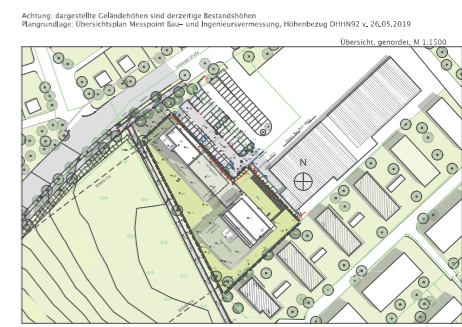 Achtung: dargestellte Geländehöhen sind derzeitige Bestandshöhen
Plangrundlage: Übersichtsplan Messpoint Bau- und Ingenieursvermessung, Höhenbezug DHHN92 v. 26.05.2019
Übersicht, genordet, M 1:1500
N